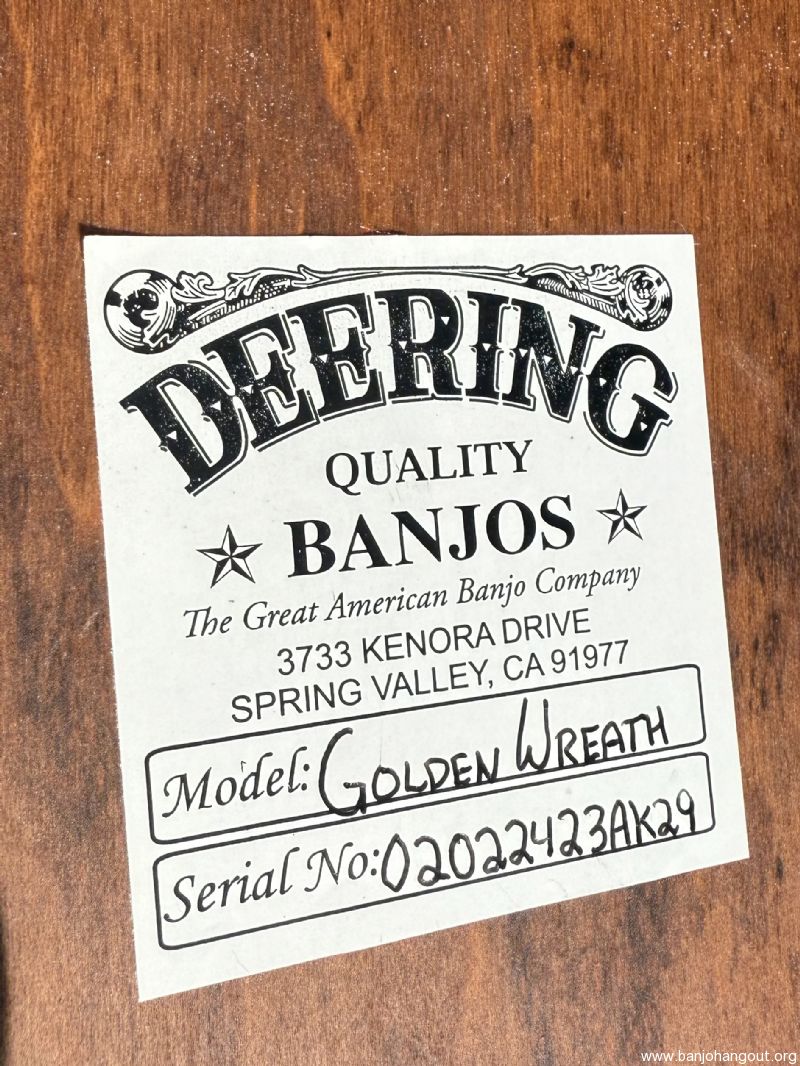 DEERING
QUALITY
BANJOS
The Great American Banjo Company
3733 KENORA DRIVE
SPRING VALLEY, CA 91977
Model: GOLDEN WREATH
Serial No: 02022423AK29
www.banjohangout.org